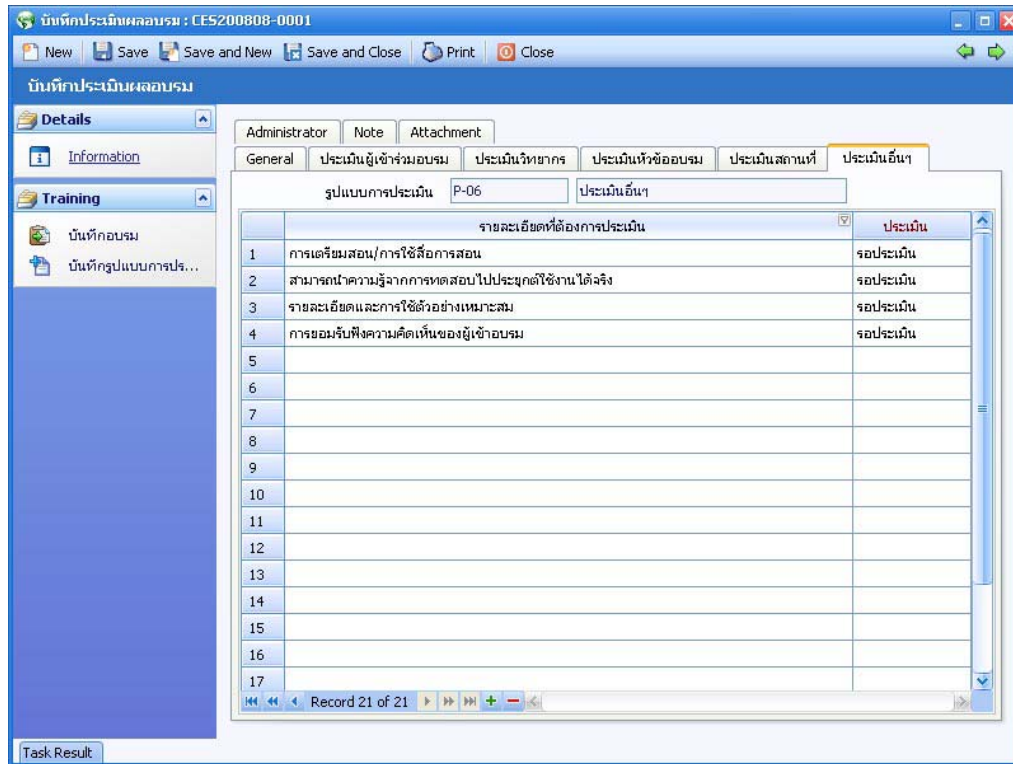 บันทึกประเมินผลอบรม : CES200808-0001
New Save Save and New Save and Close Print Close
บันทึกประเมินผลอบรม
Details
Information
Training
บันทึกอบรม
บันทึกรูปแบบการปร...
Administrator Note Attachment
General ประเมินผู้เข้าร่วมอบรม ประเมินวิทยากร ประเมินหัวข้ออบรม ประเมินสถานที่ ประเมินอื่นๆ
รูปแบบการประเมิน P-06 ประเมินอื่นๆ
รายละเอียดที่ต้องการประเมิน ประเมิน
1 การเตรียมสอน/การใช้สื่อการสอน รอประเมิน
2 สามารถนำความรู้จากการทดสอบไปประยุกต์ใช้งานได้จริง รอประเมิน
3 รายละเอียดและการใช้ตัวอย่างเหมาะสม รอประเมิน
4 การยอมรับฟังความคิดเห็นของผู้เข้าอบรม รอประเมิน
5
6
7
8
9
10
11
12
13
14
15
16
17
Record 21 of 21
Task Result